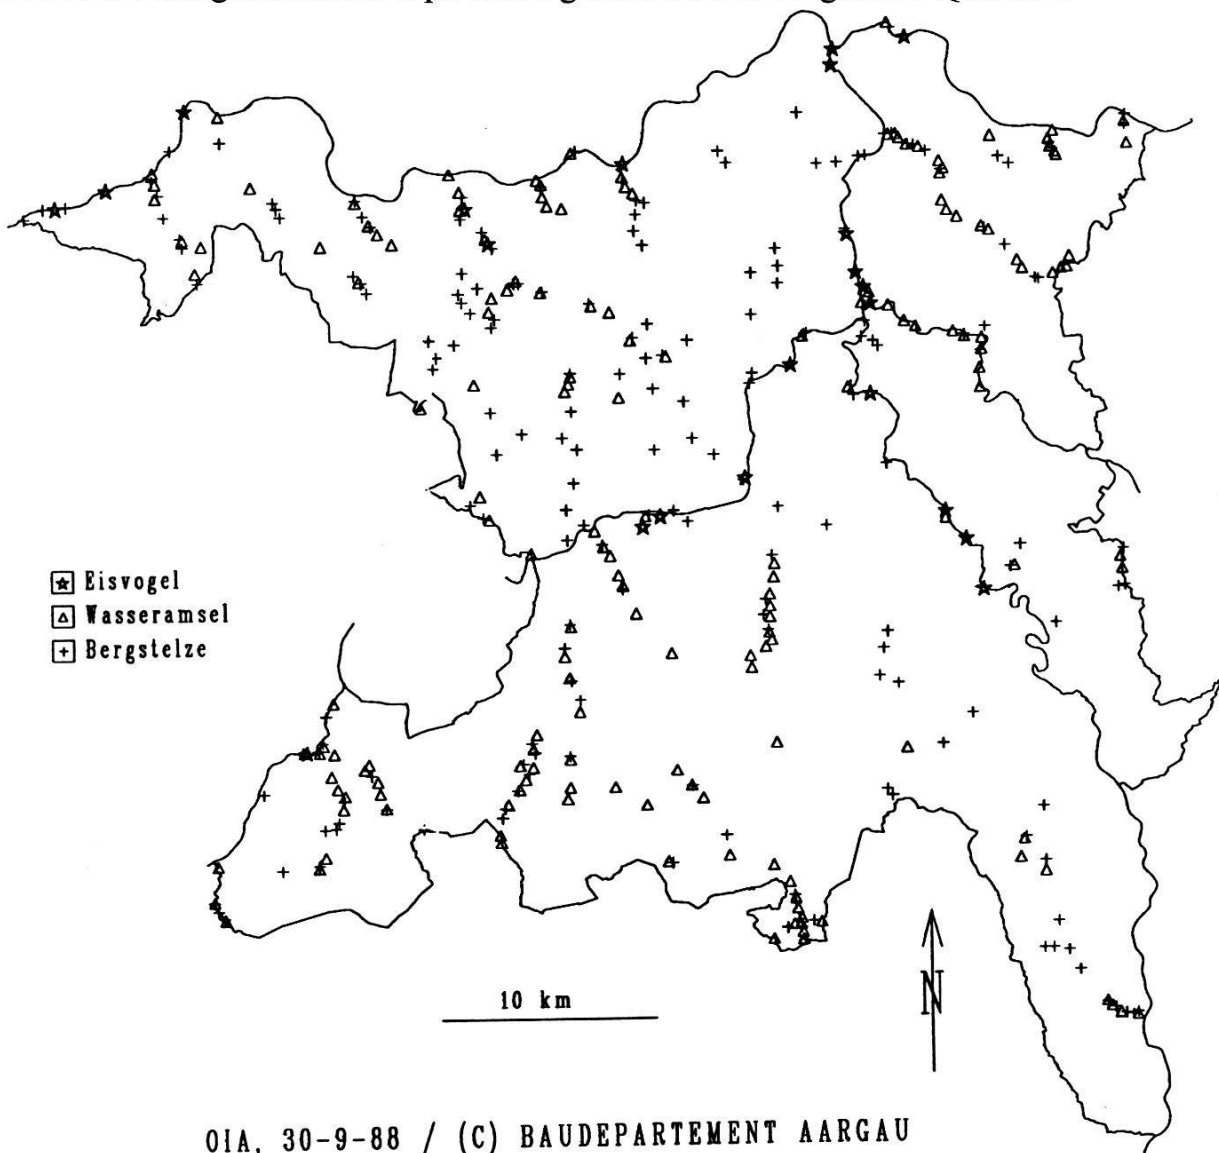 Eisvogel
Wasseramsel
Bergstelze
10 km
N
OIA, 30-9-88 / (C) BAUDEPARTEMENT AARGAU